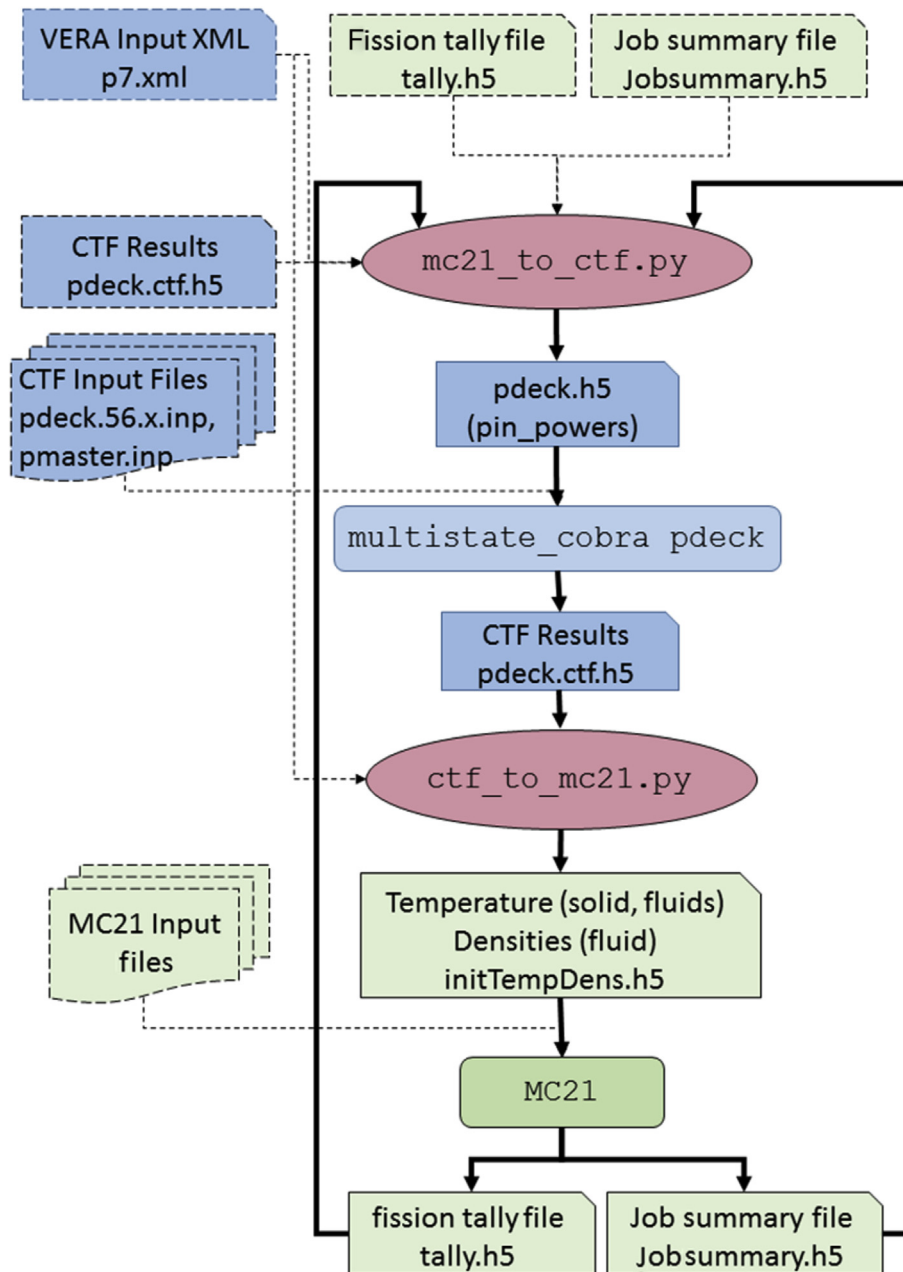 VERA Input XML
p7.xml
Fission tally file
tally.h5
Job summary file
Jobsummary.h5
CTF Results
pdeck.ctf.h5
mc21_to_ctf.py
CTF Input Files
pdeck.56.x.inp,
pmaster.inp
pdeck.h5
(pin_powers)
multistate_cobra pdeck
CTF Results
pdeck.ctf.h5
ctf_to_mc21.py
MC21 Input
files
Temperature (solid, fluids)
Densities (fluid)
initTempDens.h5
MC21
fission tally file
tally.h5
Job summary file
Jobsummary.h5